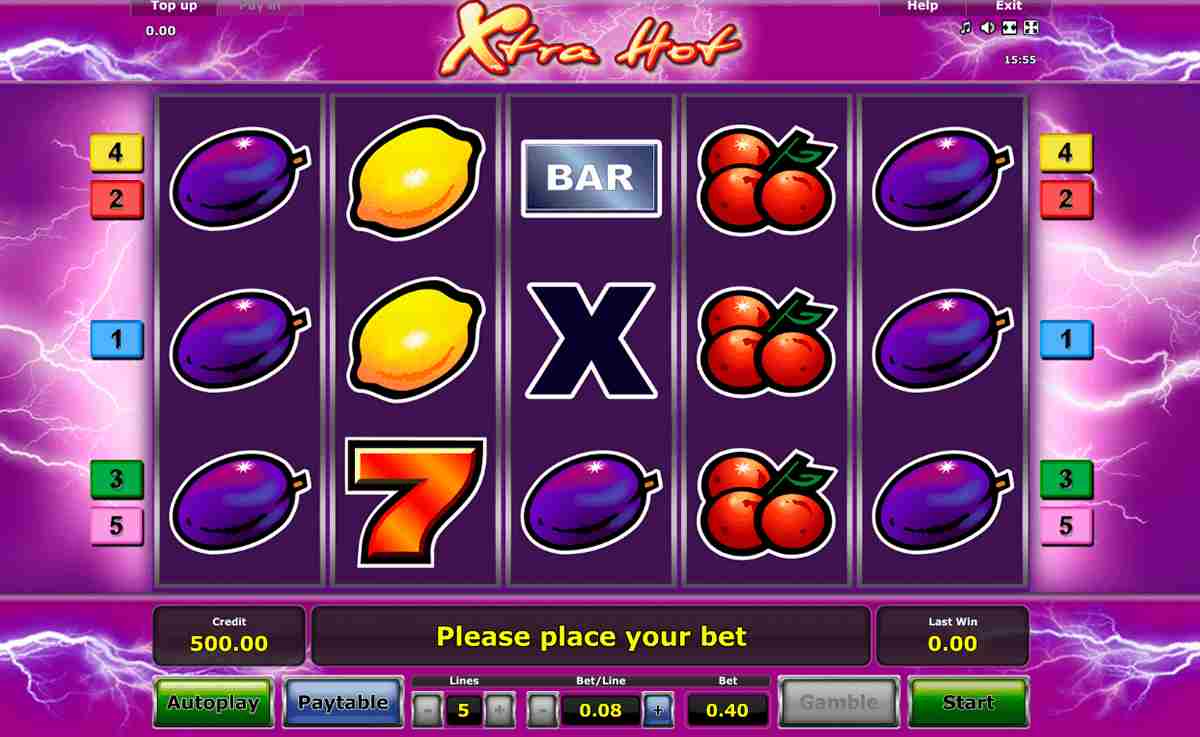 Top up Pay in
Help Exit
0.00
Xtra Hot
15:55
4 4
BAR
2 2
1 X 1
3 7 3
5 5
Credit
500.00
Please place your bet
Last Win
0.00
Autoplay
Paytable
Lines
- 5 +
Bet/Line
- 0.08 +
Bet
0.40
Gamble
Start